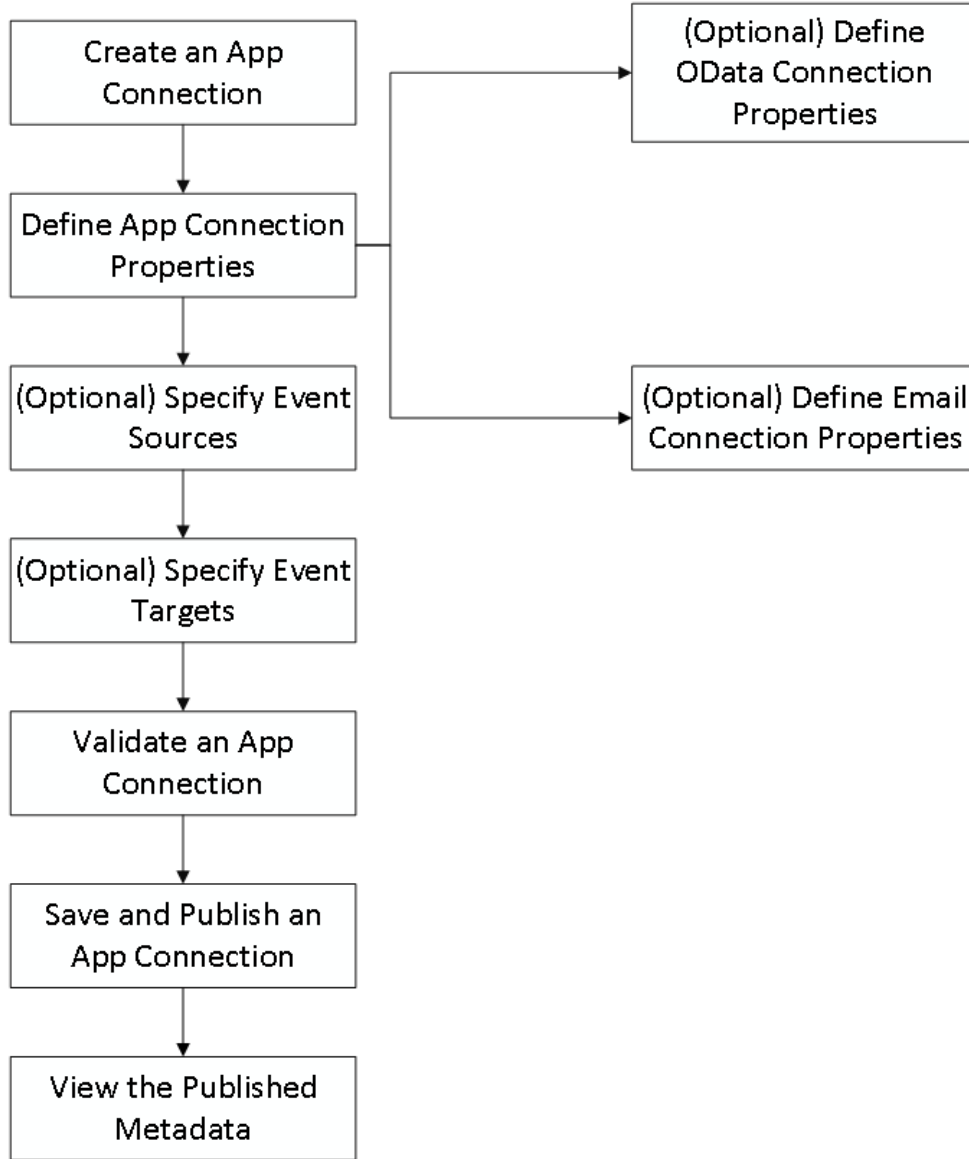 Create an App
Connection
(Optional) Define
OData Connection
Properties
Define App Connection
Properties
(Optional) Specify Event
Sources
(Optional) Define Email
Connection Properties
(Optional) Specify Event
Targets
Validate an App
Connection
Save and Publish an
App Connection
View the Published
Metadata